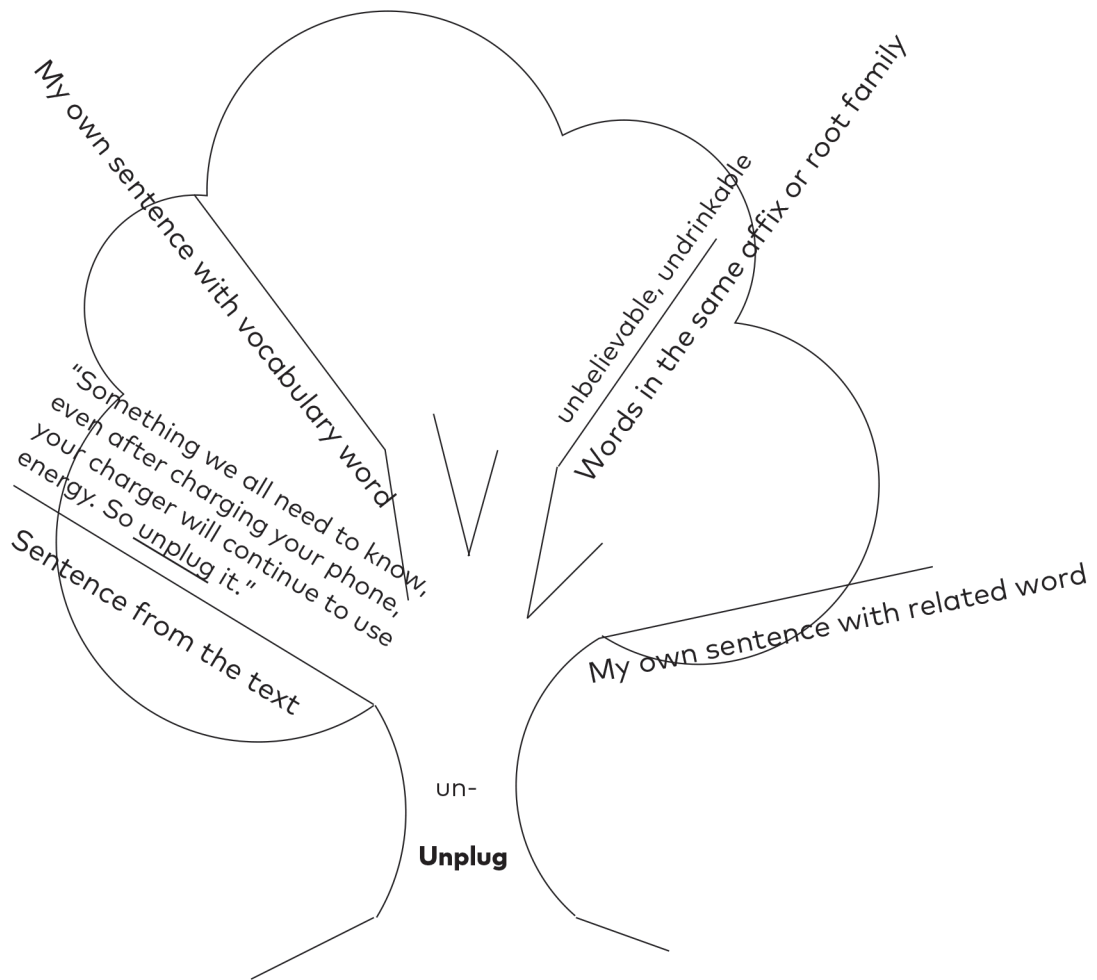 My own sentence with vocabulary word
unbelievable, undrinkable
Words in the same affix or root family
"Something we all need to know,
even after charging your phone,
your charger will continue to use
energy. So unplug it."
Sentence from the text
My own sentence with related word
un-
Unplug